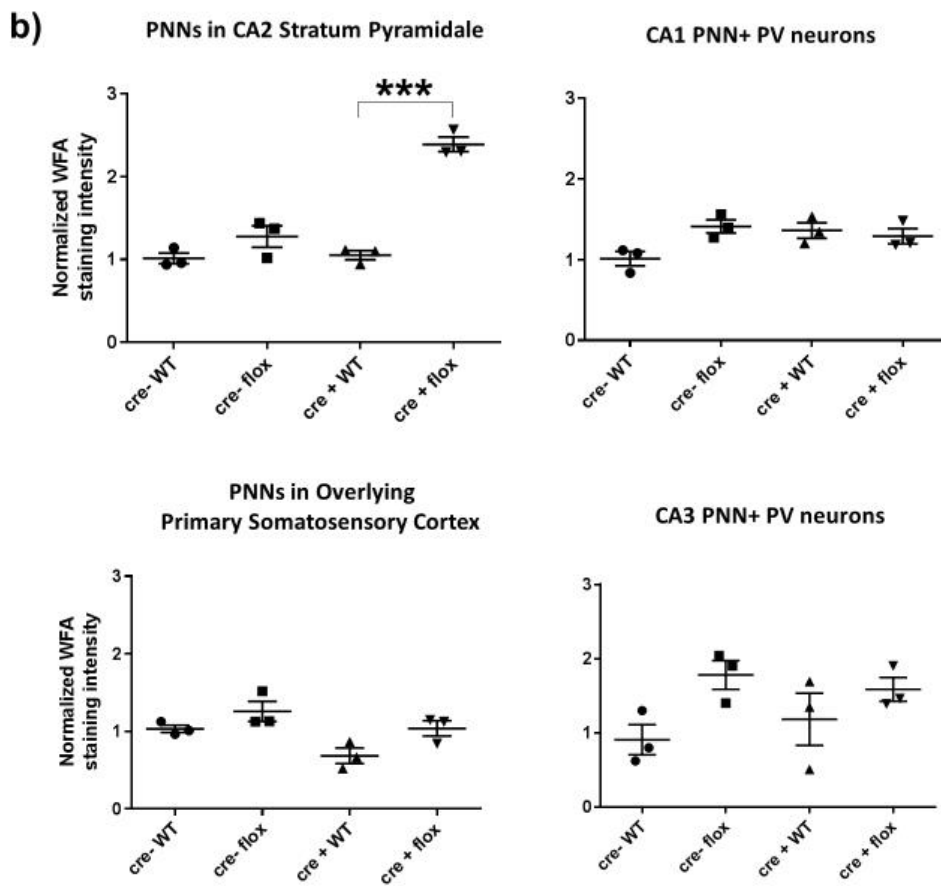 b)
PNNs in CA2 Stratum Pyramidale
***
Normalized WFA
staining intensity
3
2
1
0
cre- WT
cre- flox
cre + WT
cre + flox
CA1 PNN+ PV neurons
3
2
1
0
cre- WT
cre- flox
cre + WT
cre + flox
PNNs in Overlying
Primary Somatosensory Cortex
Normalized WFA
staining intensity
3
2
1
0
cre- WT
cre- flox
cre + WT
cre + flox
CA3 PNN+ PV neurons
3
2
1
0
cre- WT
cre- flox
cre + WT
cre + flox